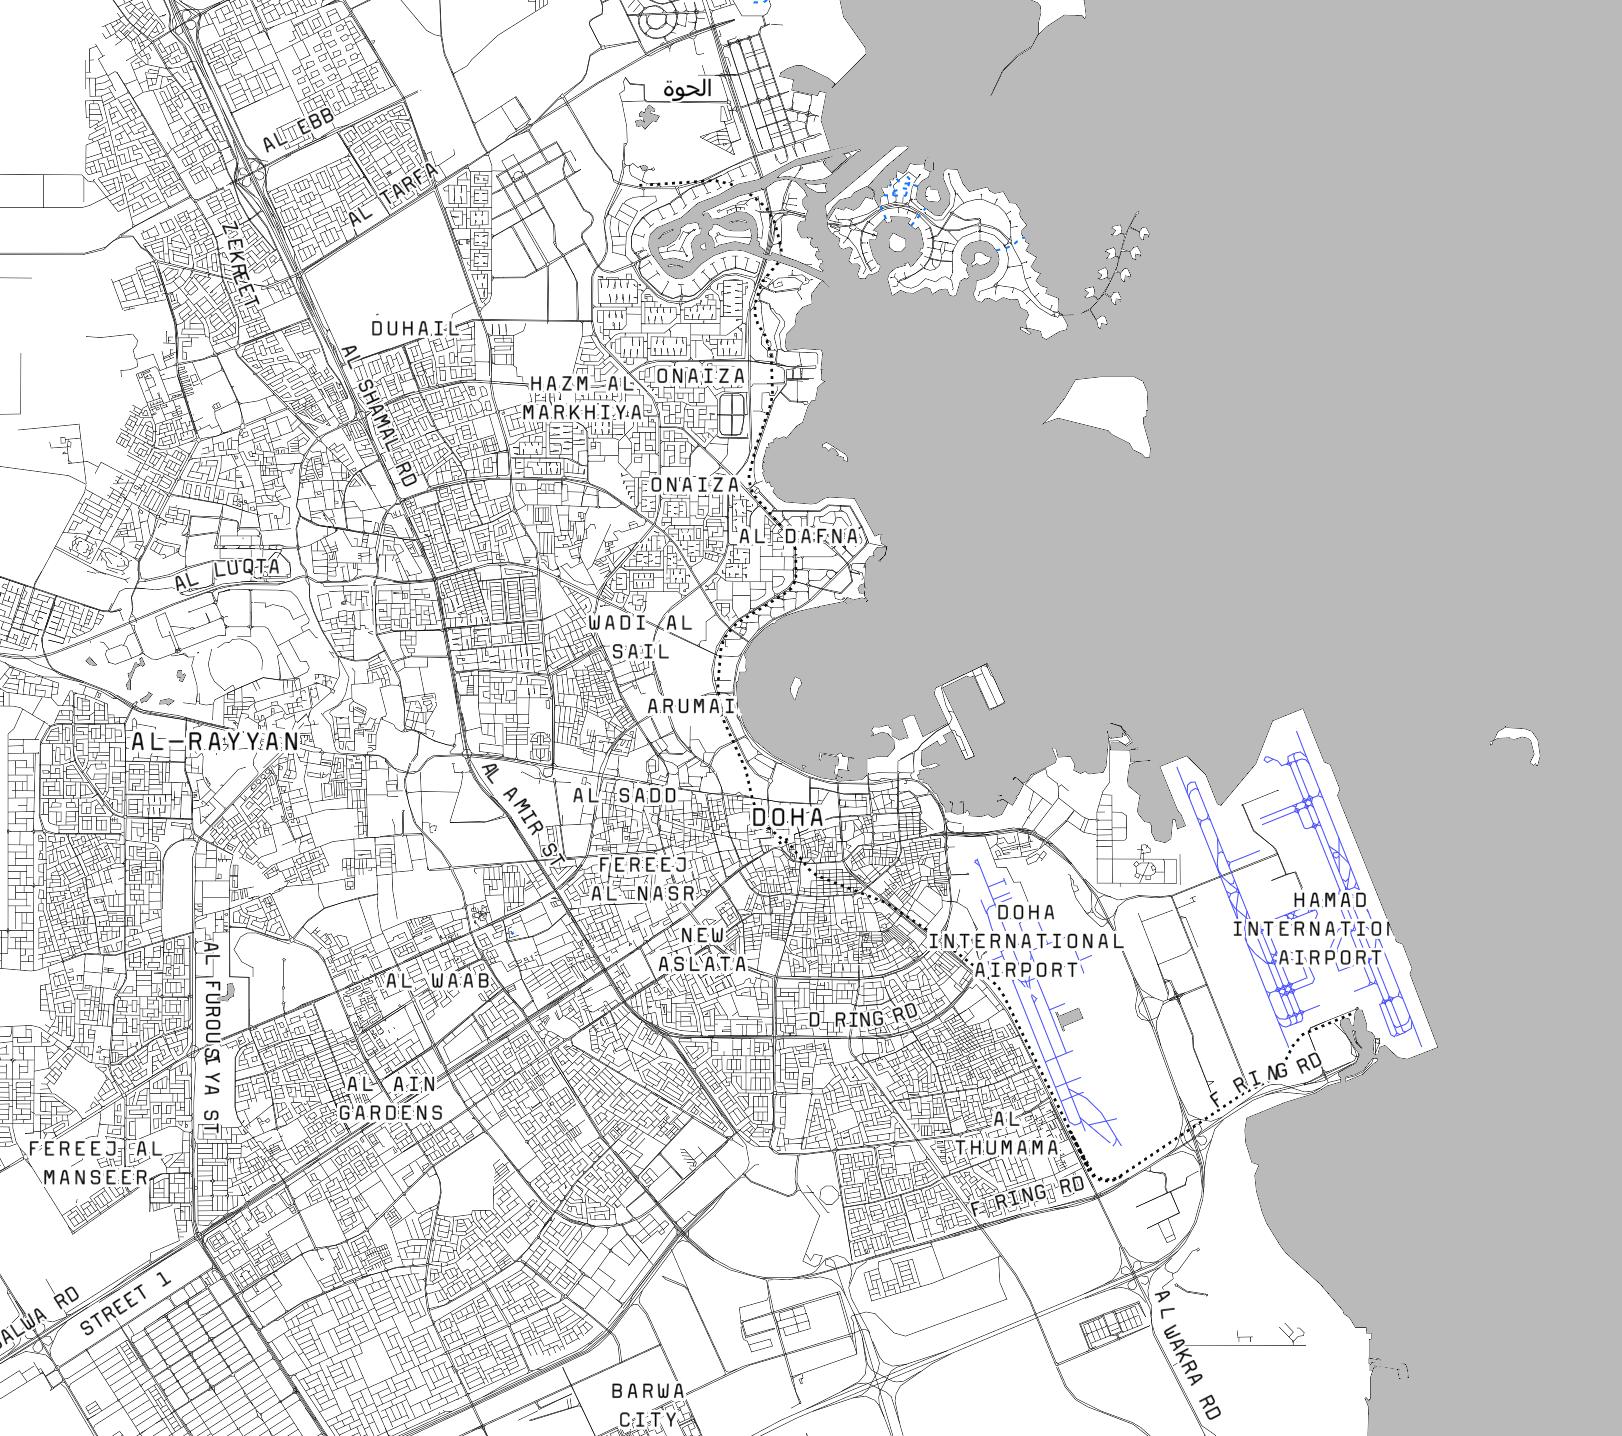 الحوة
AL EBB
AL TARFA
ZEKREET
DUHAIL
AL SHAMAL RD
HAZM AL
MARKHIYA
ONAIZA
ONAIZA
AL DAFNA
AL LUQTA
WADI AL
SAIL
ARUMAI
AL-RAYYAN
AL AMIR ST
AL SADD
DOHA
FEREEJ
AL NASR
NEW
ASLATA
DOHA
INTERNATIONAL
AIRPORT
HAMAD
INTERNATION
AIRPORT
AL WAAB
AL FUROUSIYA ST
D RING RD
AL AIN
GARDENS
F RING RD
AL
THUMAMA
FEREEJ AL
MANSEER
F RING RD
SALWA RD
STREET 1
AL WAKRA RD
BARWA
CITY